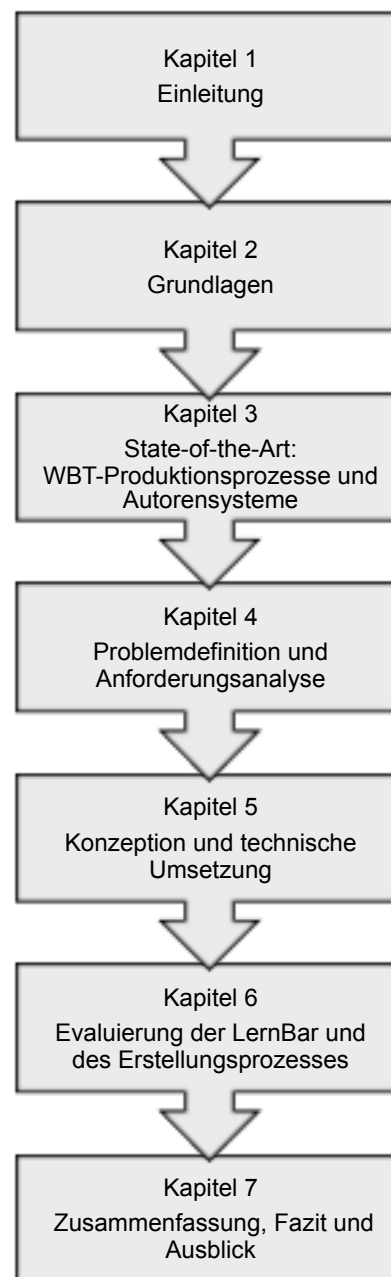 Kapitel 1
Einleitung
Kapitel 2
Grundlagen
Kapitel 3
State-of-the-Art:
WBT-Produktionsprozesse und
Autorensysteme
Kapitel 4
Problemdefinition und
Anforderungsanalyse
Kapitel 5
Konzeption und technische
Umsetzung
Kapitel 6
Evaluierung der LernBar und
des Erstellungsprozesses
Kapitel 7
Zusammenfassung, Fazit und
Ausblick